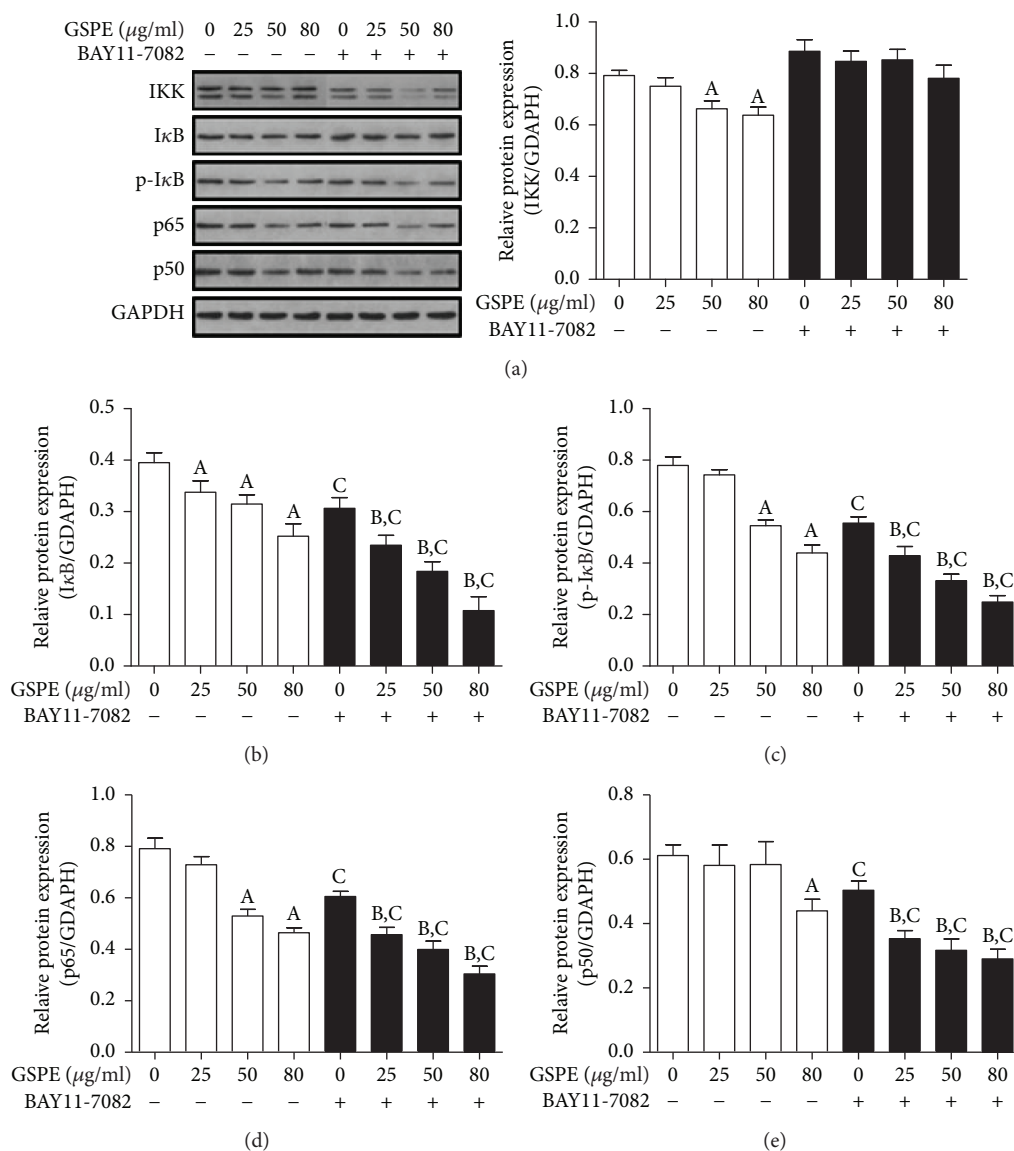 GSPE (μg/ml) 0 25 50 80 0 25 50 80
BAY11-7082 − − − − + + + +
IKK
IκB
p-IκB
p65
p50
GAPDH
Relaive protein expression
(IKK/GDAPH)
1.0
0.8
0.6
0.4
0.2
0.0
A A
GSPE (μg/ml) 0 25 50 80 0 25 50 80
BAY11-7082 − − − − + + + +
(a)
Relaive protein expression
(IκB/GDAPH)
0.5
0.4
0.3
0.2
0.1
0.0
A A A C B,C B,C B,C
GSPE (μg/ml) 0 25 50 80 0 25 50 80
BAY11-7082 − − − − + + + +
(b)
Relaive protein expression
(p-IκB/GDAPH)
1.0
0.8
0.6
0.4
0.2
0.0
A A C B,C B,C B,C
GSPE (μg/ml) 0 25 50 80 0 25 50 80
BAY11-7082 − − − − + + + +
(c)
Relaive protein expression
(p65/GDAPH)
1.0
0.8
0.6
0.4
0.2
0.0
A A C B,C B,C B,C
GSPE (μg/ml) 0 25 50 80 0 25 50 80
BAY11-7082 − − − − + + + +
(d)
Relaive protein expression
(p50/GDAPH)
0.80
0.6
0.4
0.2
0.0
A C B,C B,C B,C
GSPE (μg/ml) 0 25 50 80 0 25 50 80
BAY11-7082 − − − − + + + +
(e)